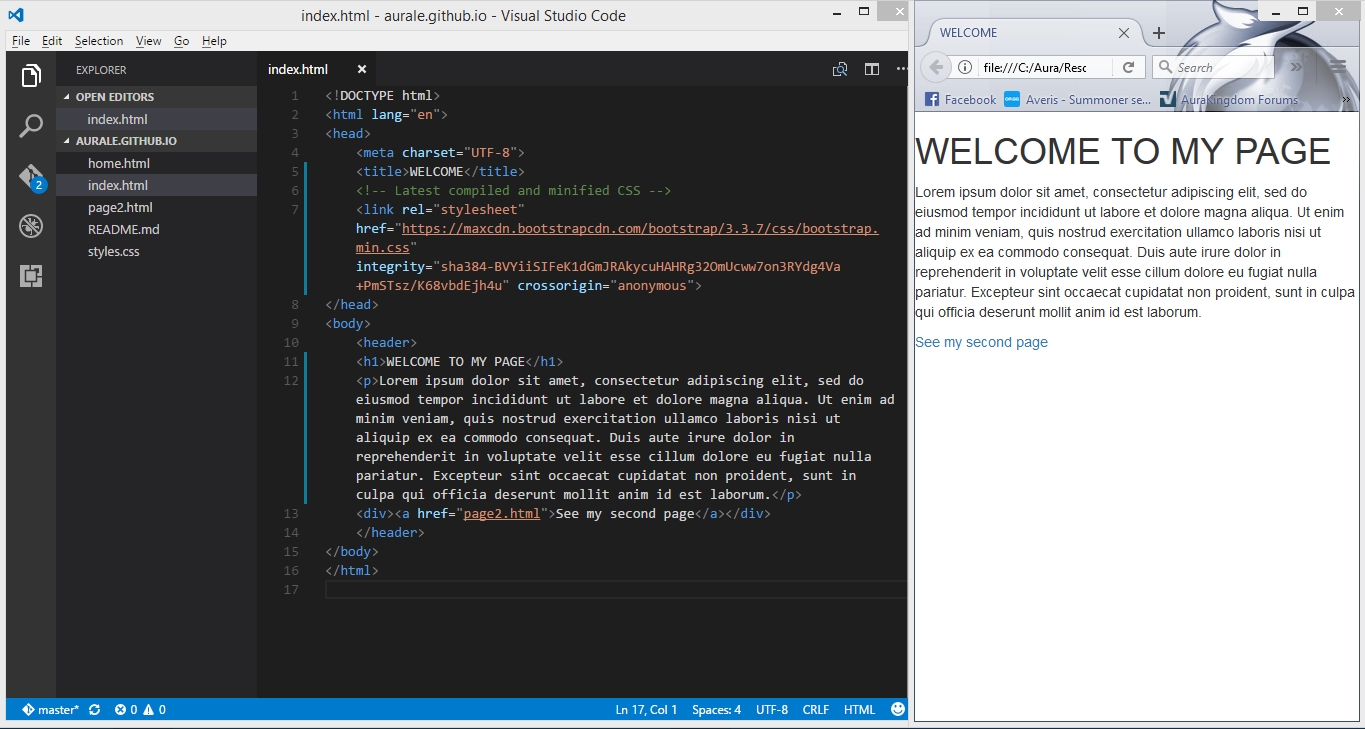 index.html - aurale.github.io - Visual Studio Code
File Edit Selection View Go Help
EXPLORER
OPEN EDITORS
index.html
AURALE.GITHUB.IO
home.html
index.html
page2.html
README.md
styles.css
2
index.html
1 <!DOCTYPE html>
2 <html lang="en">
3 <head>
4 <meta charset="UTF-8">
5 <title>WELCOME</title>
6 <!-- Latest compiled and minified CSS -->
7 <link rel="stylesheet"
href="https://maxcdn.bootstrapcdn.com/bootstrap/3.3.7/css/bootstrap.
min.css"
integrity="sha384-BVYiiSIFeK1dGmJRAkycuHAHRg32OmUcww7on3RYdg4Va
+PmSTsz/K68vbdEjh4u" crossorigin="anonymous">
8 </head>
9 <body>
10 <header>
11 <h1>WELCOME TO MY PAGE</h1>
12 <p>Lorem ipsum dolor sit amet, consectetur adipiscing elit, sed do
eiusmod tempor incididunt ut labore et dolore magna aliqua. Ut enim ad
minim veniam, quis nostrud exercitation ullamco laboris nisi ut
aliquip ex ea commodo consequat. Duis aute irure dolor in
reprehenderit in voluptate velit esse cillum dolore eu fugiat nulla
pariatur. Excepteur sint occaecat cupidatat non proident, sunt in
culpa qui officia deserunt mollit anim id est laborum.</p>
13 <div><a href="page2.html">See my second page</a></div>
14 </header>
15 </body>
16 </html>
17
master* 0 0
Ln 17, Col 1 Spaces: 4 UTF-8 CRLF HTML
WELCOME
file:///C:/Aura/Resc
Search
Facebook Averis - Summoner se... AuraKingdom Forums
WELCOME TO MY PAGE
Lorem ipsum dolor sit amet, consectetur adipiscing elit, sed do
eiusmod tempor incididunt ut labore et dolore magna aliqua. Ut enim
ad minim veniam, quis nostrud exercitation ullamco laboris nisi ut
aliquip ex ea commodo consequat. Duis aute irure dolor in
reprehenderit in voluptate velit esse cillum dolore eu fugiat nulla
pariatur. Excepteur sint occaecat cupidatat non proident, sunt in culpa
qui officia deserunt mollit anim id est laborum.
See my second page